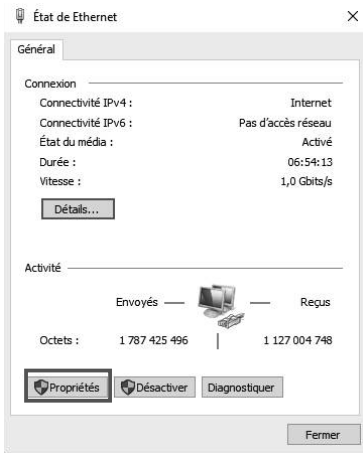 État de Ethernet
Général
Connexion
Connectivité IPv4 : Internet
Connectivité IPv6 : Pas d'accès réseau
État du média : Activé
Durée : 06:54:13
Vitesse : 1,0 Gbits/s
Détails...
Activité
Envoyés — — Reçus
Octets : 1 787 425 496 | 1 127 004 748
Propriétés Désactiver Diagnostiquer
Fermer